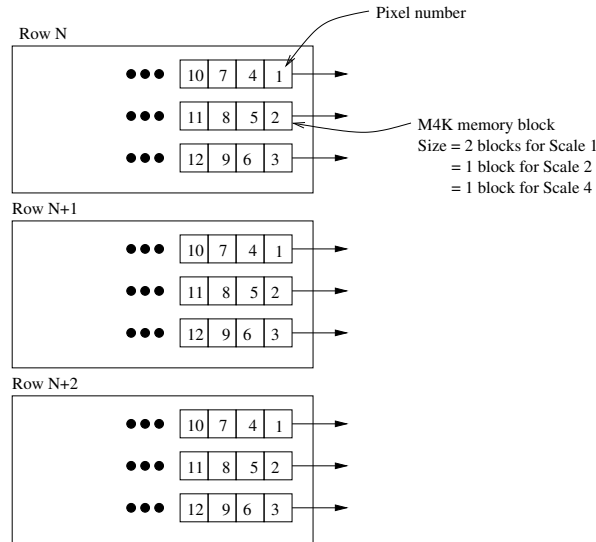 Pixel number
Row N
10 7 4 1
11 8 5 2
M4K memory block
Size = 2 blocks for Scale 1
= 1 block for Scale 2
= 1 block for Scale 4
12 9 6 3
Row N+1
10 7 4 1
11 8 5 2
12 9 6 3
Row N+2
10 7 4 1
11 8 5 2
12 9 6 3